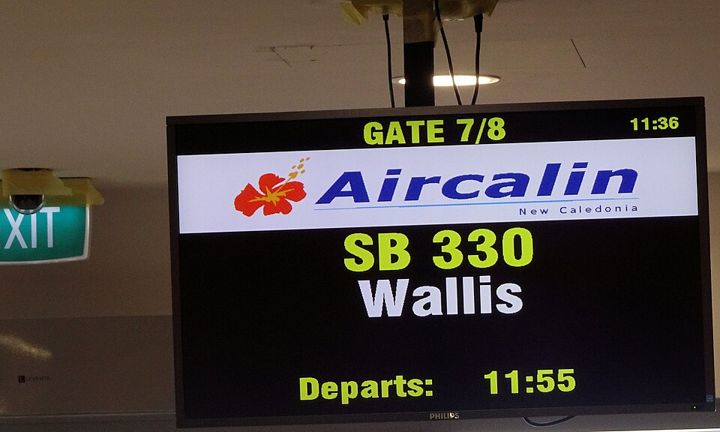 GATE 7/8
11:36
Aircalin
New Caledonia
SB 330
Wallis
Departs: 11:55
PHILIPS
XIT